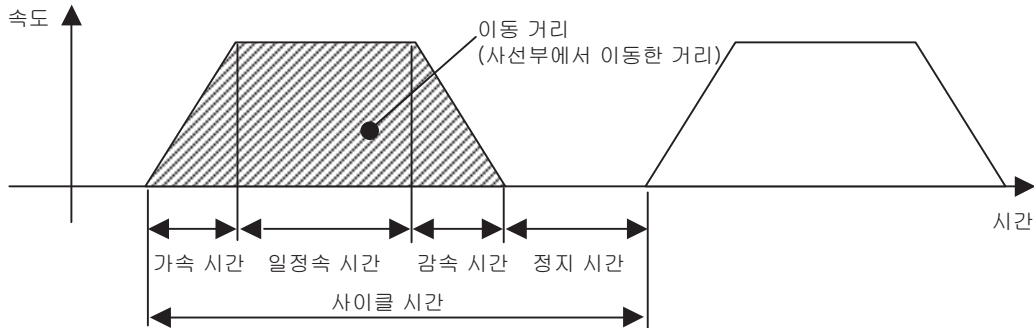 속도
이동 거리
(사선부에서 이동한 거리)
시간
가속 시간
일정속 시간
감속 시간
정지 시간
사이클 시간